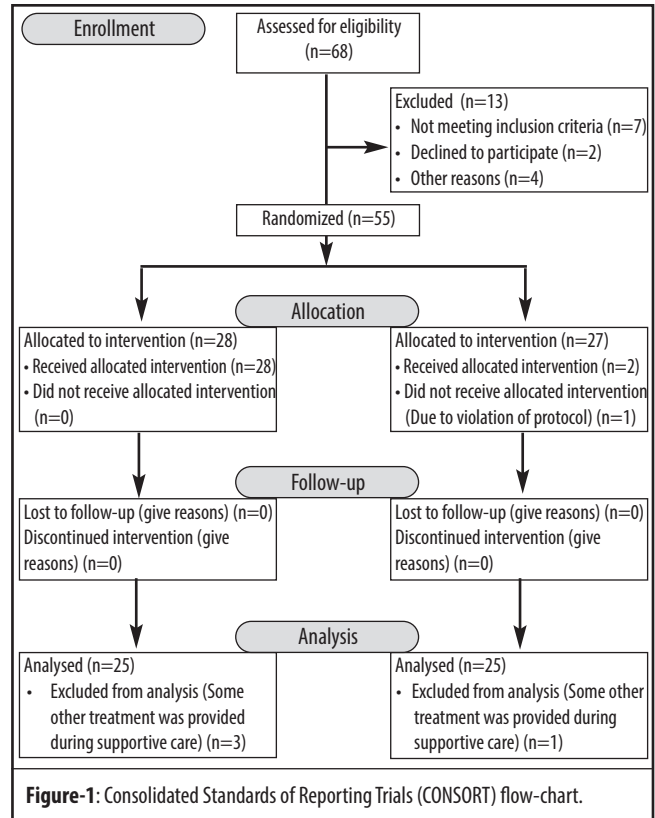 Enrollment
Assessed for eligibility
(n=68)
Excluded (n=13)
• Not meeting inclusion criteria (n=7)
• Declined to participate (n=2)
• Other reasons (n=4)
Randomized (n=55)
Allocation
Allocated to intervention (n=28)
• Received allocated intervention (n=28)
• Did not receive allocated intervention
(n=0)
Allocated to intervention (n=27)
• Received allocated intervention (n=2)
• Did not receive allocated intervention
(Due to violation of protocol) (n=1)
Follow-up
Lost to follow-up (give reasons) (n=0)
Discontinued intervention (give
reasons) (n=0)
Lost to follow-up (give reasons) (n=0)
Discontinued intervention (give
reasons) (n=0)
Analysis
Analysed (n=25)
• Excluded from analysis (Some
other treatment was provided
during supportive care) (n=3)
Analysed (n=25)
• Excluded from analysis (Some other
treatment was provided during
supportive care) (n=1)
Figure-1: Consolidated Standards of Reporting Trials (CONSORT) flow-chart.